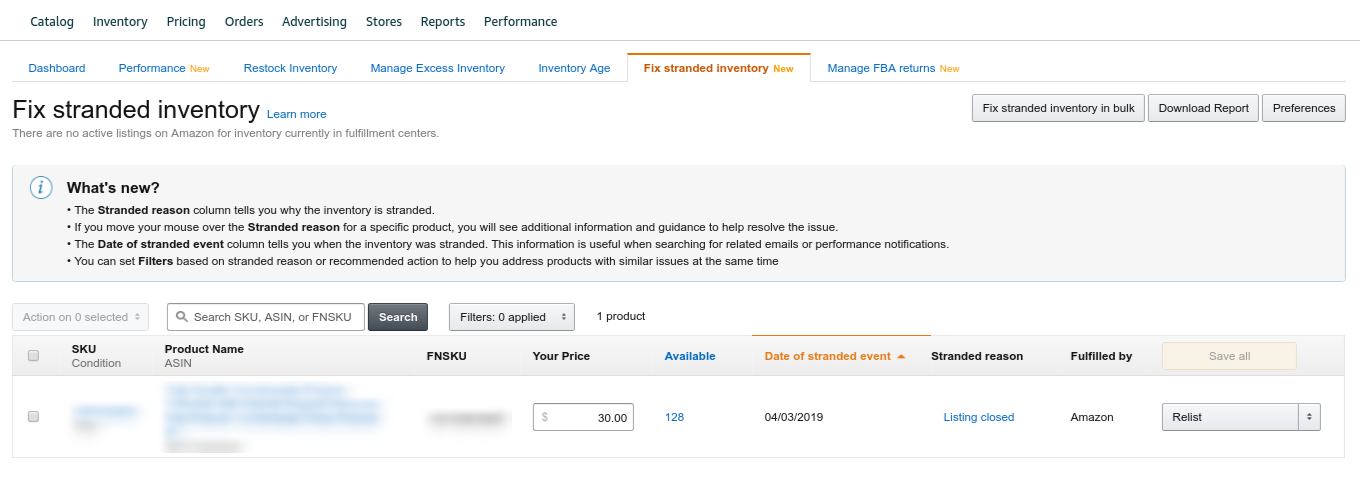 Catalog Inventory Pricing Orders Advertising Stores Reports Performance
Dashboard Performance New Restock Inventory Manage Excess Inventory Inventory Age Fix stranded inventory New Manage FBA returns New
Fix stranded inventory Learn more Fix stranded inventory in bulk Download Report Preferences
There are no active listings on Amazon for inventory currently in fulfillment centers.
What's new?
• The Stranded reason column tells you why the inventory is stranded.
• If you move your mouse over the Stranded reason for a specific product, you will see additional information and guidance to help resolve the issue.
• The Date of stranded event column tells you when the inventory was stranded. This information is useful when searching for related emails or performance notifications.
• You can set Filters based on stranded reason or recommended action to help you address products with similar issues at the same time
Action on 0 selected Search SKU, ASIN, or FNSKU Search Filters: 0 applied 1 product
SKU Product Name FNSKU Your Price Available Date of stranded event Stranded reason Fulfilled by Save all
Condition ASIN
$ 30.00 128 04/03/2019 Listing closed Amazon Relist